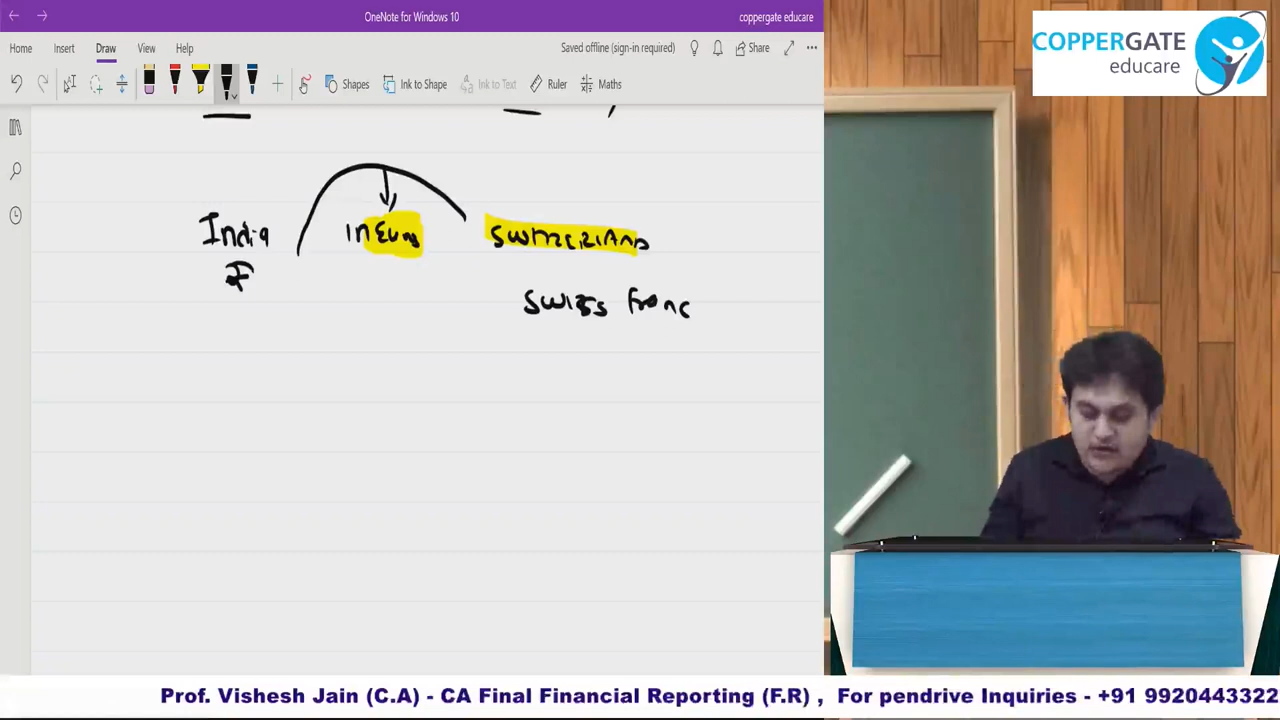 OneNote for Windows 10
coppergate educare
Home Insert Draw View Help
Saved offline (sign-in required)
Share
Shapes
Ink to Shape
Ink to Text
Ruler
Maths
India in Euros SWITZERLAND
₹
Swiss Franc
COPPERGATE
educare
Prof. Vishesh Jain (C.A) - CA Final Financial Reporting (F.R) , For pendrive Inquiries - +91 9920443322